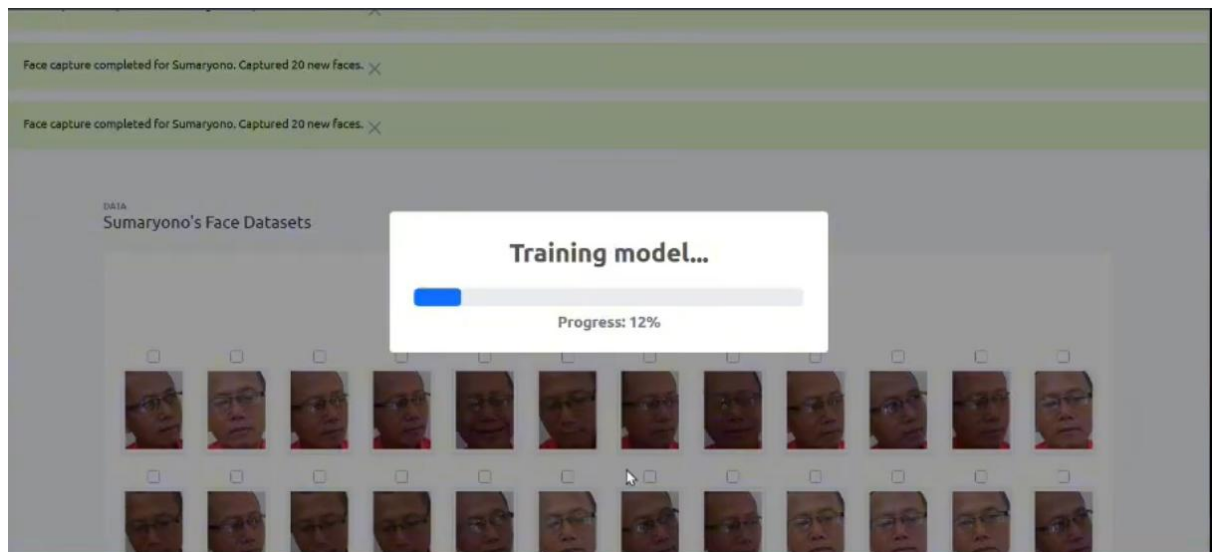 Face capture completed for Sumaryono. Captured 20 new faces. ×
Face capture completed for Sumaryono. Captured 20 new faces. ×
DATA
Sumaryono's Face Datasets
Training model...
Progress: 12%